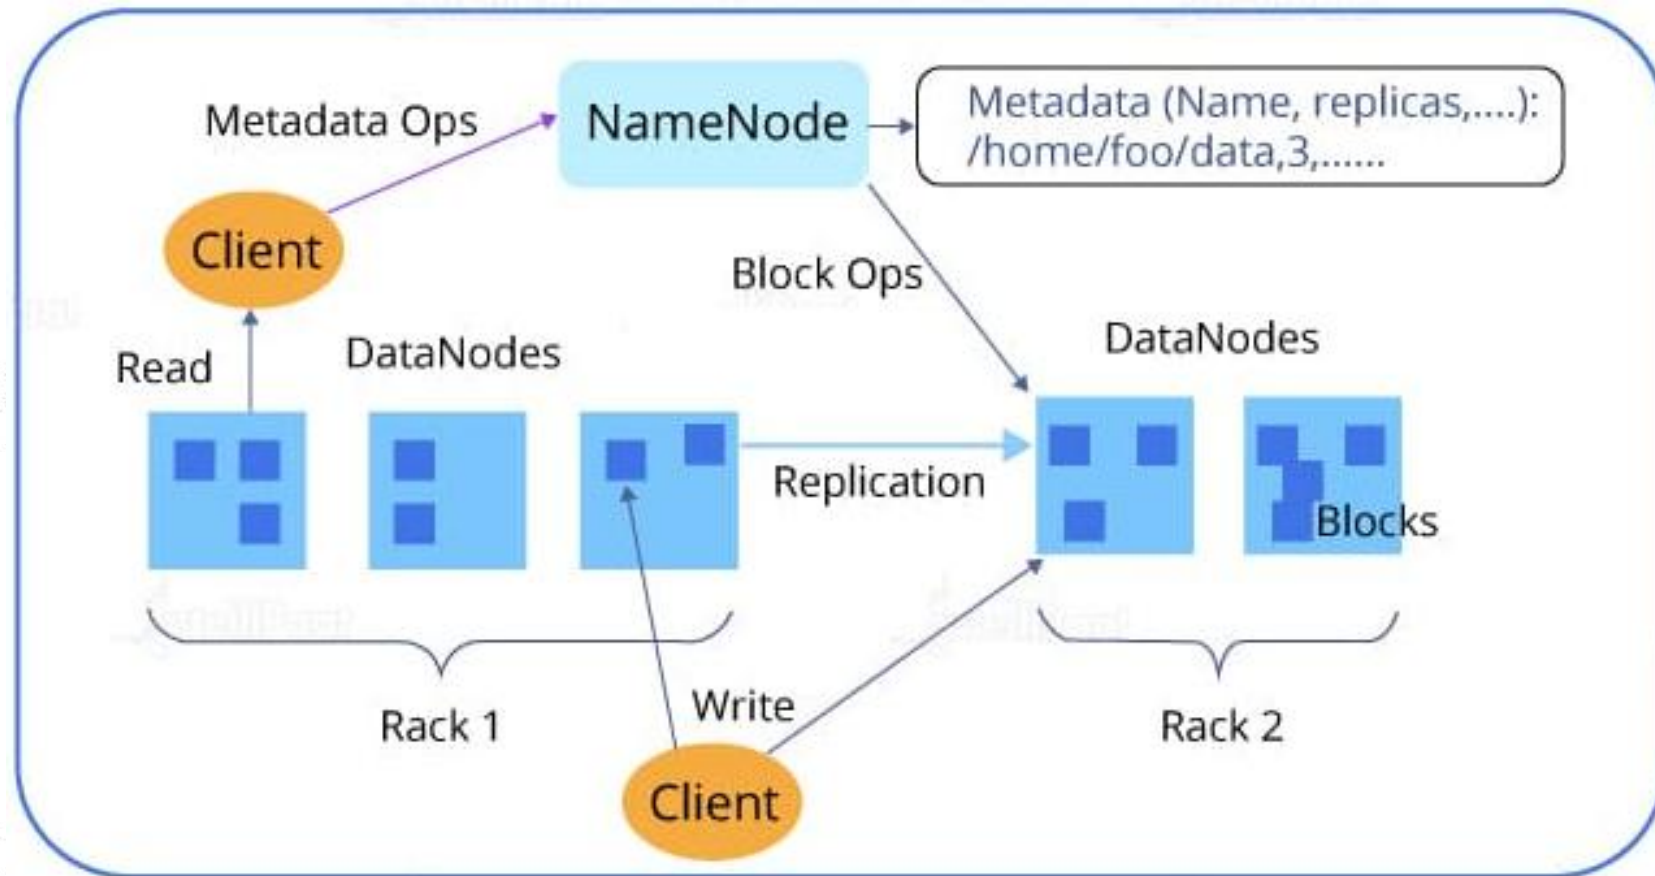 Metadata Ops
NameNode
Metadata (Name, replicas,....):
/home/foo/data,3,......
Client
Block Ops
Read
DataNodes
DataNodes
Replication
Blocks
Rack 1
Write
Rack 2
Client